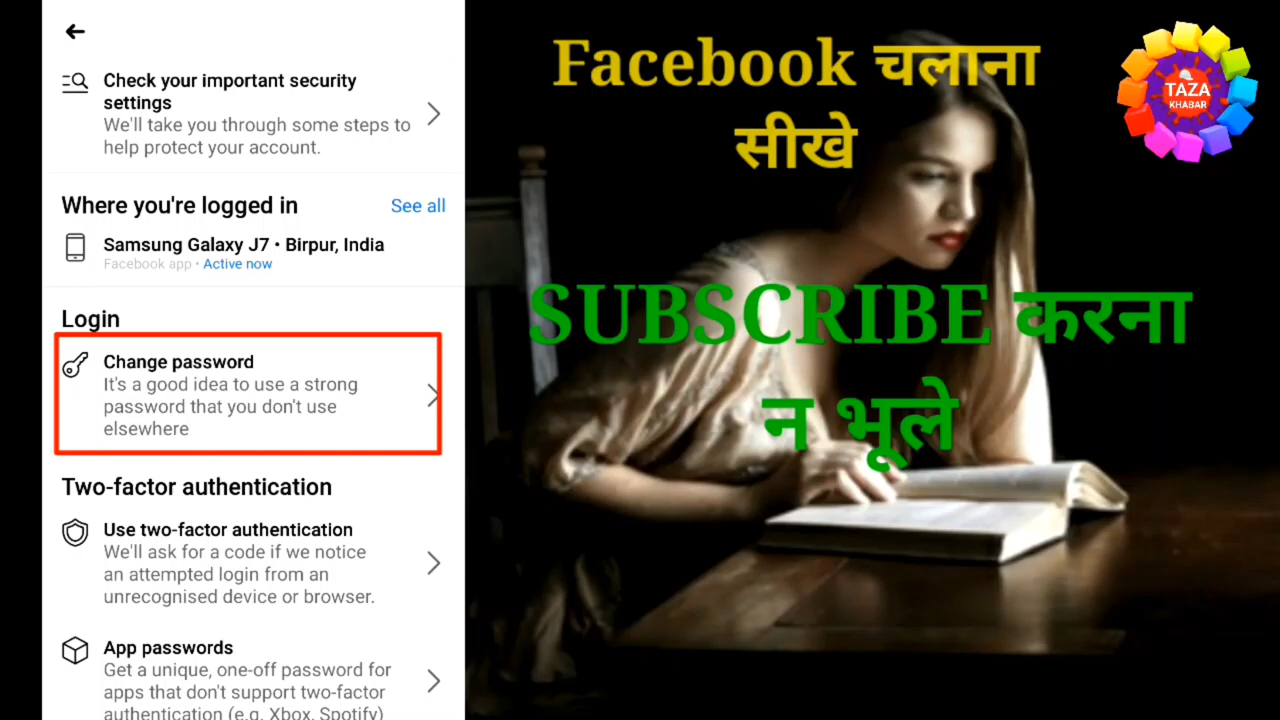 Check your important security
settings
We'll take you through some steps to
help protect your account.
Where you're logged in
See all
Samsung Galaxy J7 • Birpur, India
Facebook app • Active now
Login
Change password
It's a good idea to use a strong
password that you don't use
elsewhere
Two-factor authentication
Use two-factor authentication
We'll ask for a code if we notice
an attempted login from an
unrecognised device or browser.
App passwords
Get a unique, one-off password for
apps that don't support two-factor
authentication (e.g. Xbox, Spotify)
Facebook चलाना
सीखे
SUBSCRIBE करना
न भूले
TAZA
KHABAR